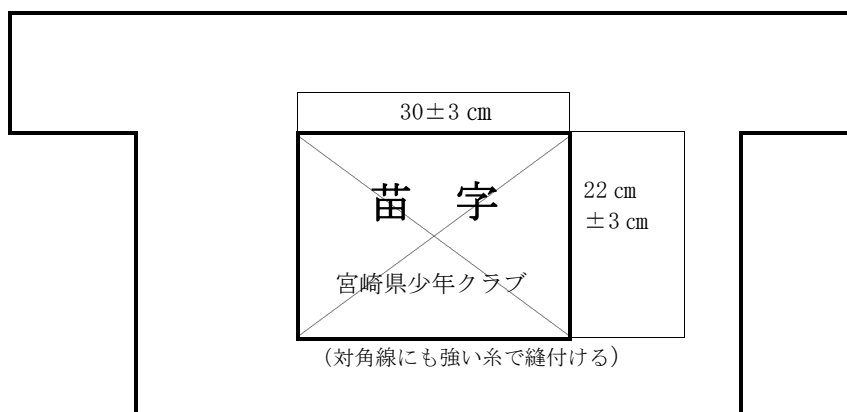 30±3 cm
苗　字
22 cm
±3 cm
宮崎県少年クラブ
（対角線にも強い糸で縫付ける）